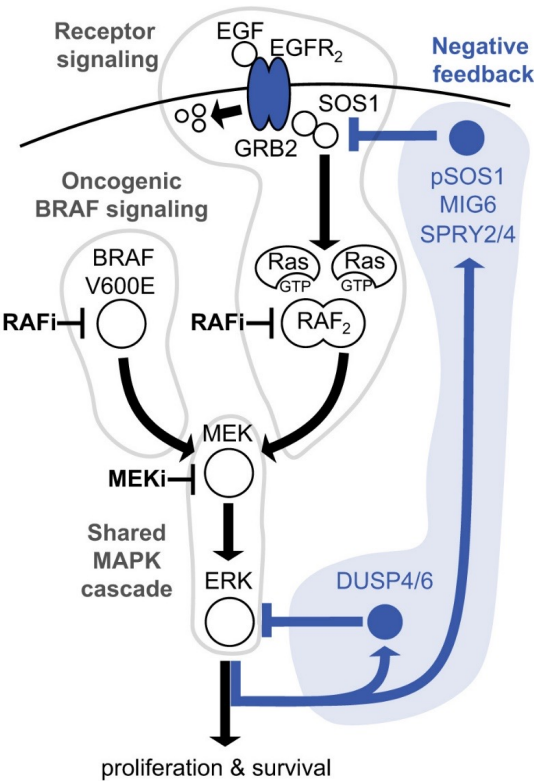 Receptor
signaling
EGF
EGFR2
Negative
feedback
SOS1
GRB2
pSOS1
MIG6
SPRY2/4
Oncogenic
BRAF signaling
BRAF
V600E
Ras
GTP
Ras
GTP
RAFi
RAFi
RAF2
MEK
MEKi
Shared
MAPK
cascade
ERK
DUSP4/6
proliferation & survival